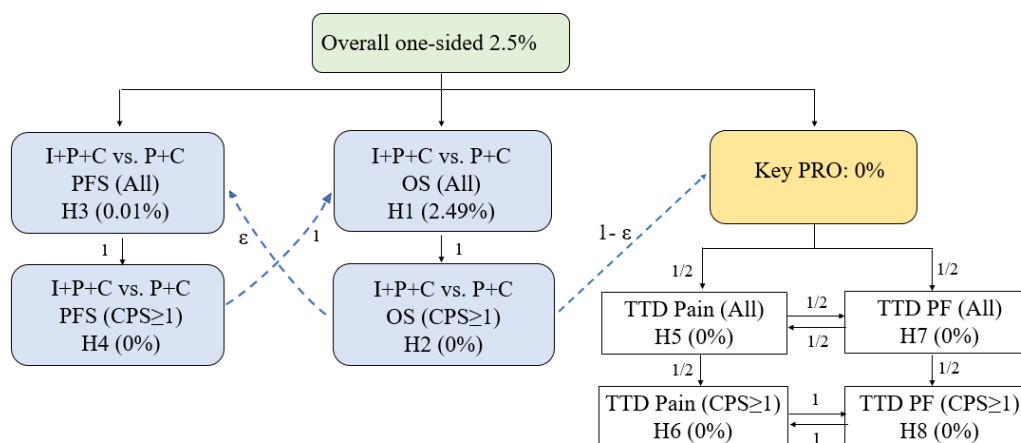 Overall one-sided 2.5%
I+P+C vs. P+C
PFS (All)
H3 (0.01%)
I+P+C vs. P+C
OS (All)
H1 (2.49%)
Key PRO: 0%
1
ε
1
1
1- ε
1/2
1/2
I+P+C vs. P+C
PFS (CPS≥1)
H4 (0%)
I+P+C vs. P+C
OS (CPS≥1)
H2 (0%)
TTD Pain (All)
H5 (0%)
1/2
1/2
TTD PF (All)
H7 (0%)
1/2
1/2
TTD Pain (CPS≥1)
H6 (0%)
1
1
TTD PF (CPS≥1)
H8 (0%)